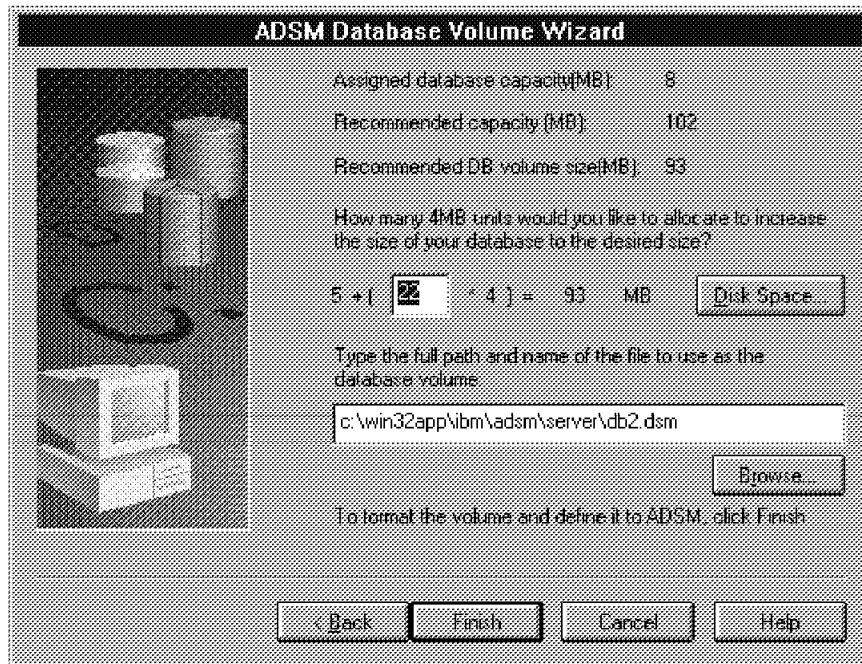 ADSM Database Volume Wizard
Assigned database capacity(MB): 8
Recommended capacity (MB): 102
Recommended DB volume size(MB): 93
How many 4MB units would you like to allocate to increase
the size of your database to the desired size?
5 + ( 22 * 4 ) = 93 MB Disk Space...
Type the full path and name of the file to use as the
database volume:
c:\win32app\ibm\adsm\server\db2.dsm
Browse...
To format the volume and define it to ADSM, click Finish
< Back Finish Cancel Help